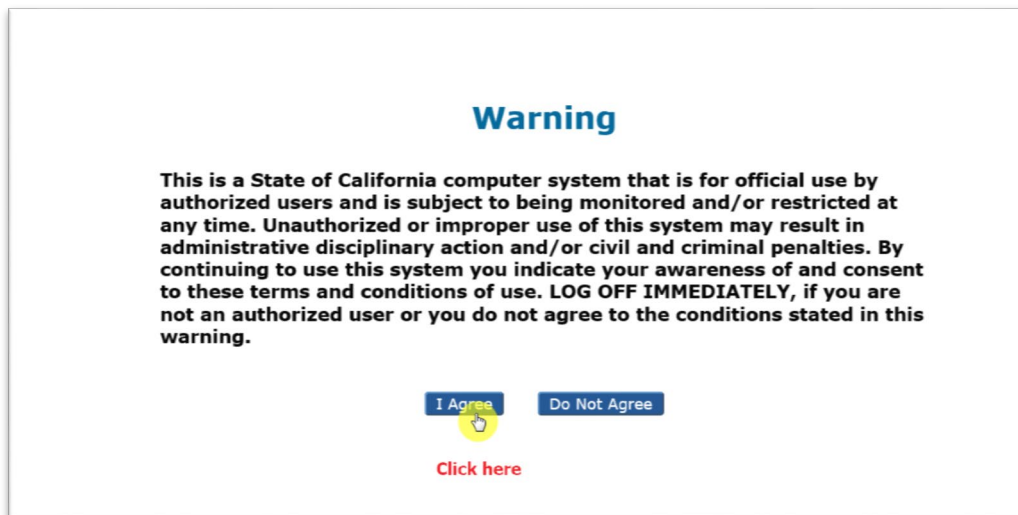 Warning
This is a State of California computer system that is for official use by
authorized users and is subject to being monitored and/or restricted at
any time. Unauthorized or improper use of this system may result in
administrative disciplinary action and/or civil and criminal penalties. By
continuing to use this system you indicate your awareness of and consent
to these terms and conditions of use. LOG OFF IMMEDIATELY, if you are
not an authorized user or you do not agree to the conditions stated in this
warning.
I Agree Do Not Agree
Click here